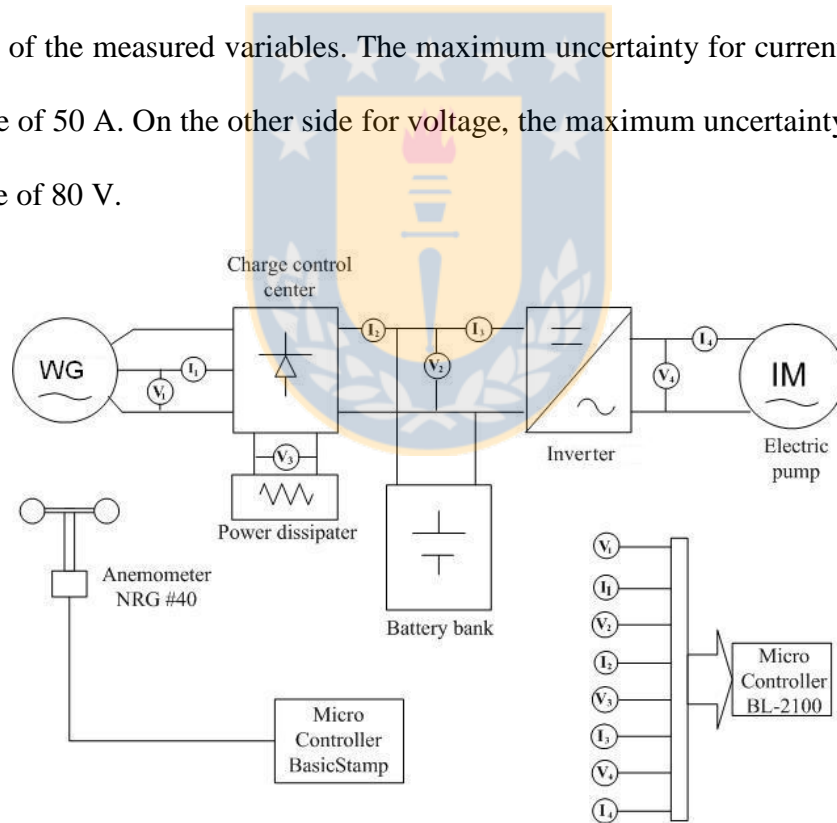 of the measured variables. The maximum uncertainty for curren
e of 50 A. On the other side for voltage, the maximum uncertainty
e of 80 V.
Charge control
center
WG
I₁
V₁
I₂
I₃
V₂
I₄
V₄
IM
V₃
Inverter
Electric
pump
Power dissipater
Anemometer
NRG #40
Battery bank
Micro
Controller
BasicStamp
V₁
I₁
V₂
I₂
V₃
I₃
V₄
I₄
Micro
Controller
BL-2100